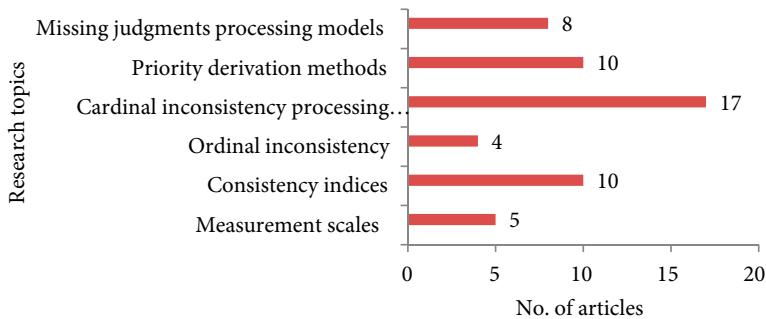 Research topics
Missing judgments processing models
8
Priority derivation methods
10
Cardinal inconsistency processing…
17
Ordinal inconsistency
4
Consistency indices
10
Measurement scales
5
0 5 10 15 20
No. of articles